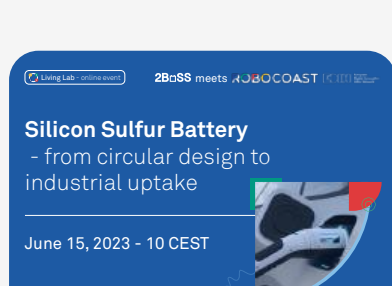 Living Lab - online event
2BoSS meets ROBOCOAST
Silicon Sulfur Battery
- from circular design to
industrial uptake
June 15, 2023 - 10 CEST